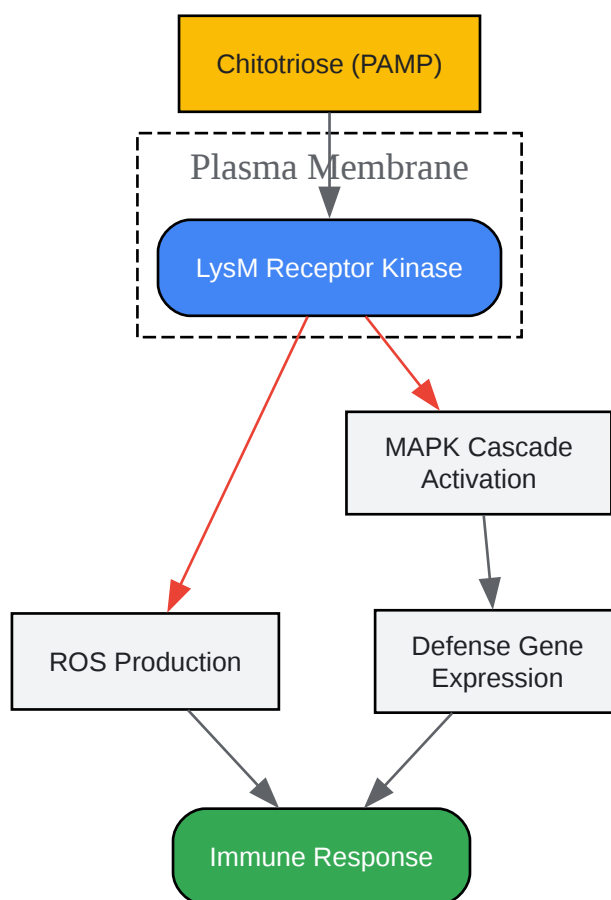 Chitotriose (PAMP)
Plasma Membrane
LysM Receptor Kinase
MAPK Cascade
Activation
ROS Production
Defense Gene
Expression
Immune Response